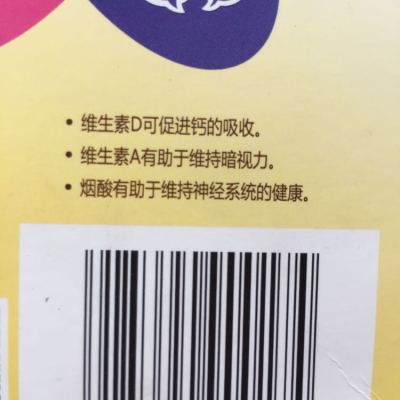 • 维生素D可促进钙的吸收。
• 维生素A有助于维持暗视力。
• 烟酸有助于维持神经系统的健康。